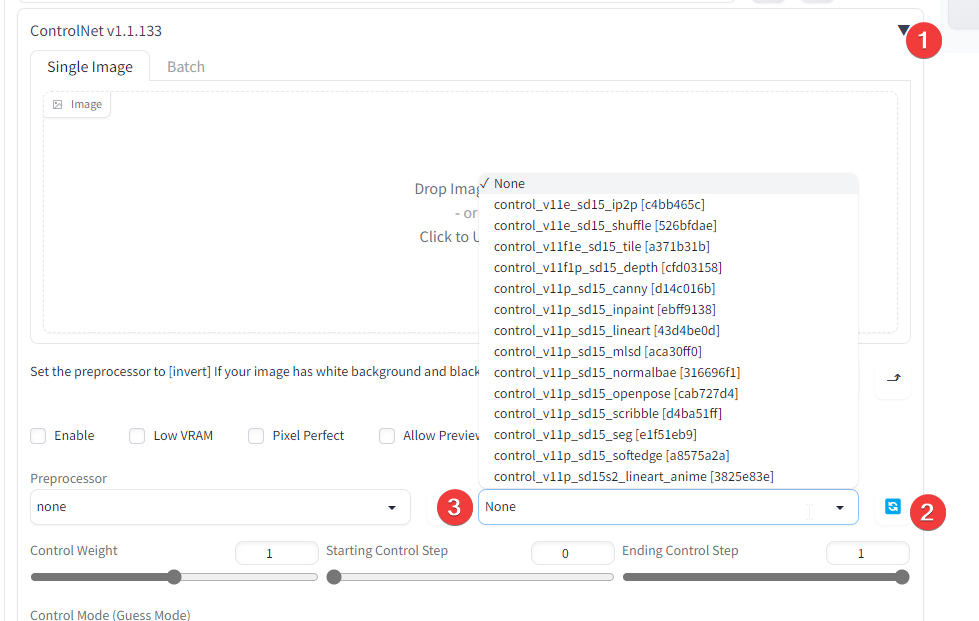 ControlNet v1.1.133
1
Single Image
Batch
Image
Drop Imag
- or
Click to U
✓ None
control_v11e_sd15_ip2p [c4bb465c]
control_v11e_sd15_shuffle [526bfdae]
control_v11f1e_sd15_tile [a371b31b]
control_v11f1p_sd15_depth [cfd03158]
control_v11p_sd15_canny [d14c016b]
control_v11p_sd15_inpaint [ebff9138]
control_v11p_sd15_lineart [43d4be0d]
control_v11p_sd15_mlsd [aca30ff0]
control_v11p_sd15_normalbae [316696f1]
control_v11p_sd15_openpose [cab727d4]
control_v11p_sd15_scribble [d4ba51ff]
control_v11p_sd15_seg [e1f51eb9]
control_v11p_sd15_softedge [a8575a2a]
control_v11p_sd15s2_lineart_anime [3825e83e]
Set the preprocessor to [invert] If your image has white background and black
Enable
Low VRAM
Pixel Perfect
Allow Preview
Preprocessor
none
3
None
2
Control Weight
1
Starting Control Step
0
Ending Control Step
1
Control Mode (Guess Mode)